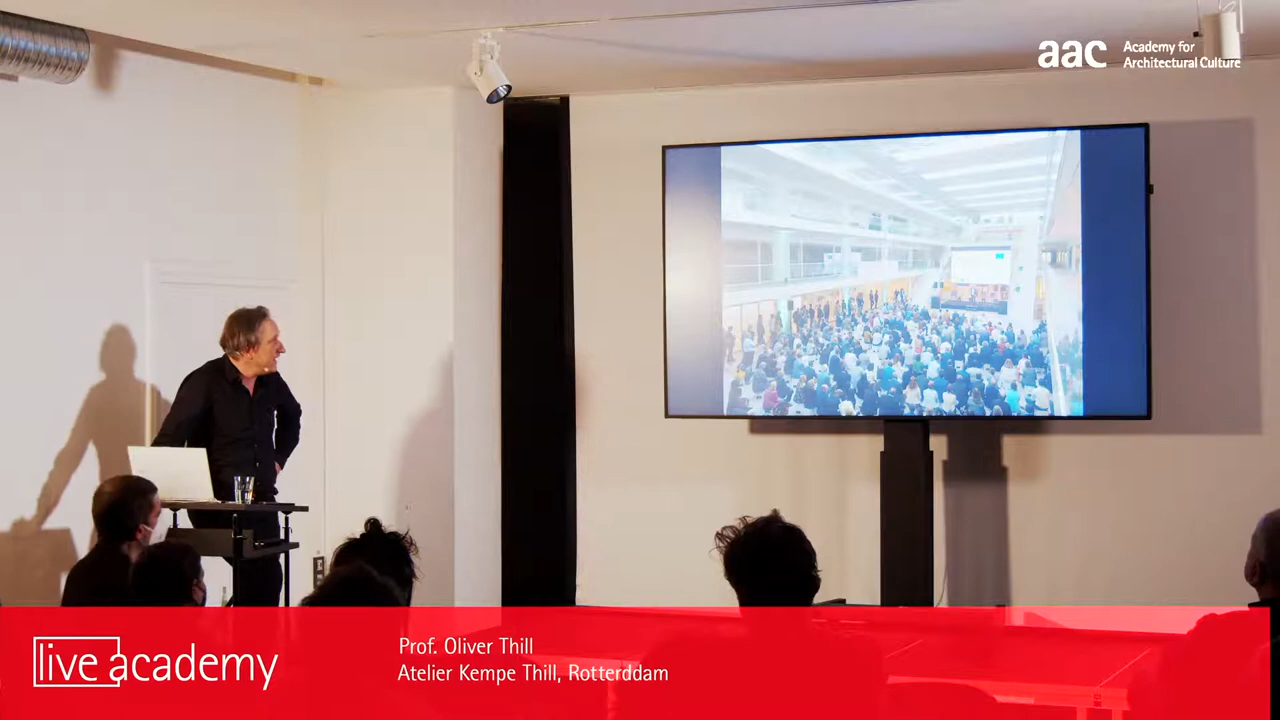 aac Academy for
Architectural Culture
live academy
Prof. Oliver Thill
Atelier Kempe Thill, Rotterddam